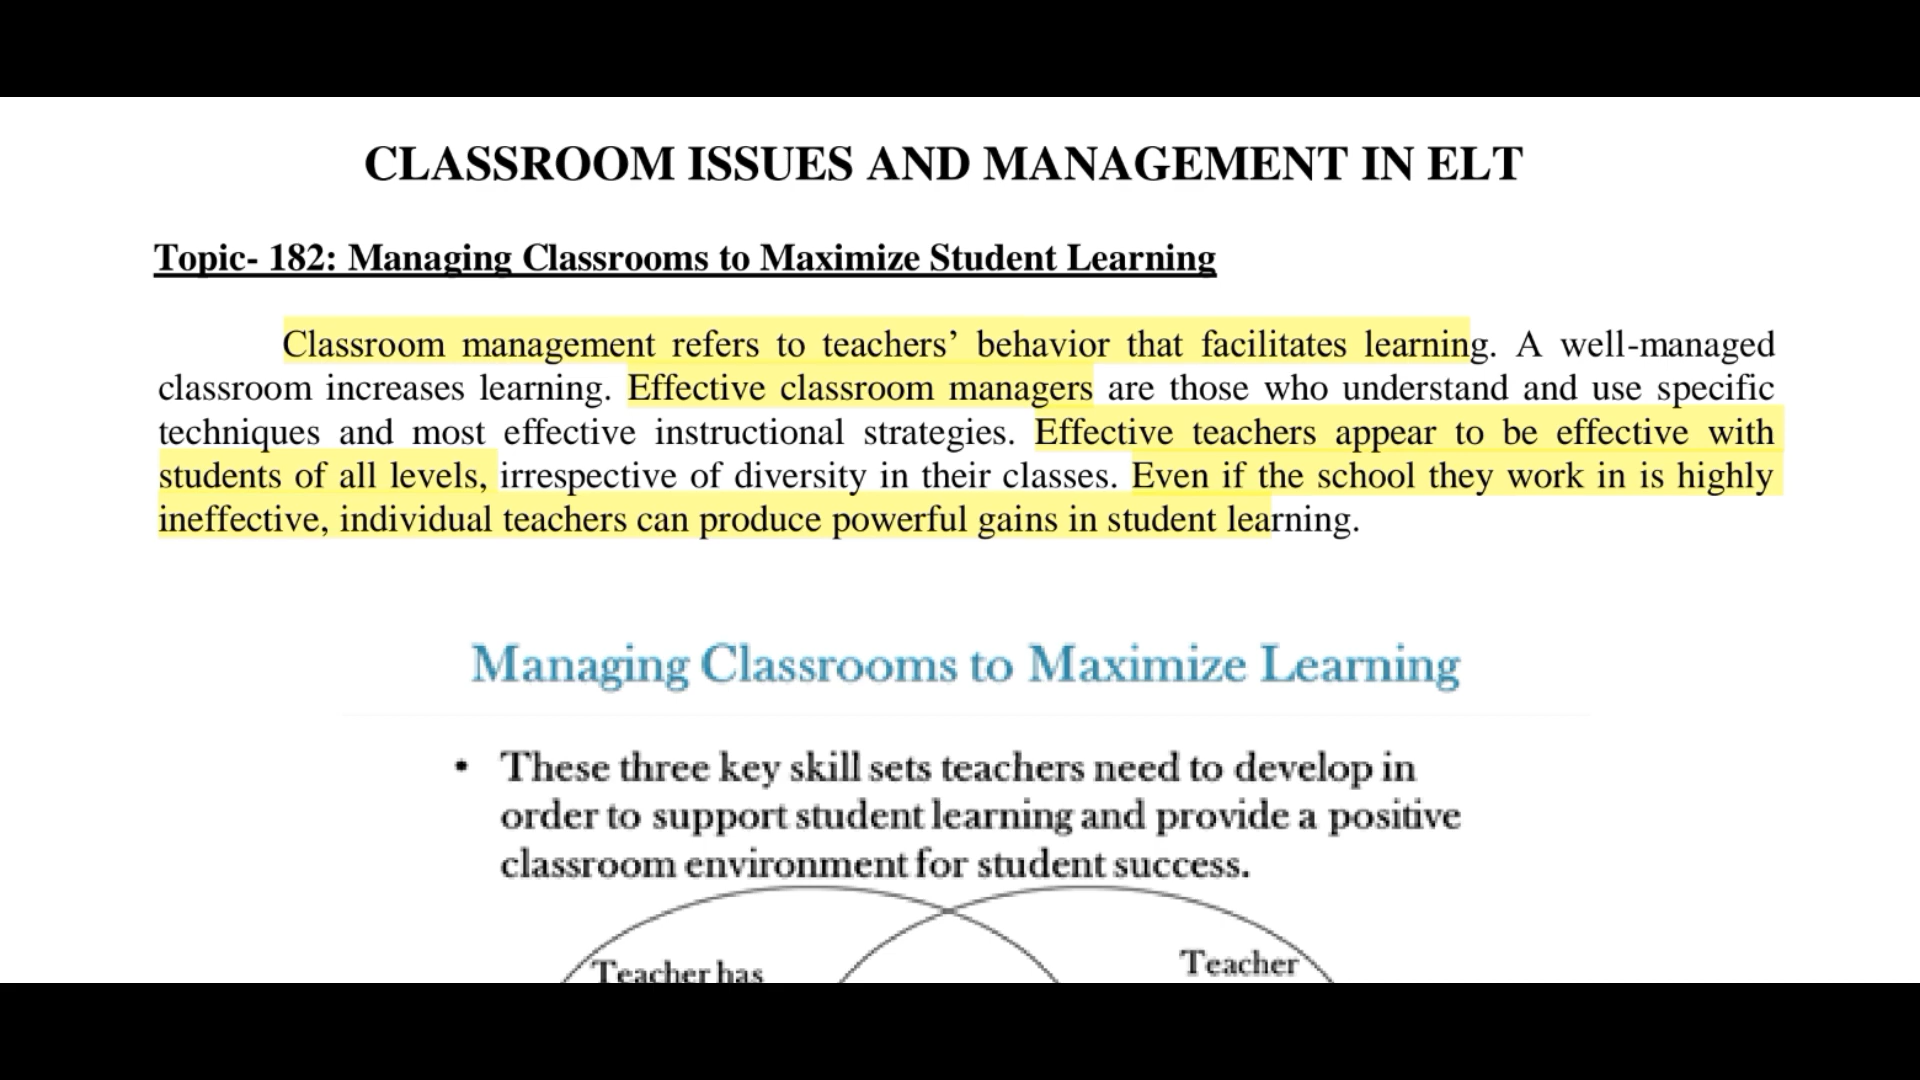 CLASSROOM ISSUES AND MANAGEMENT IN ELT
Topic- 182: Managing Classrooms to Maximize Student Learning
Classroom management refers to teachers’ behavior that facilitates learning. A well-managed
classroom increases learning. Effective classroom managers are those who understand and use specific
techniques and most effective instructional strategies. Effective teachers appear to be effective with
students of all levels, irrespective of diversity in their classes. Even if the school they work in is highly
ineffective, individual teachers can produce powerful gains in student learning.
Managing Classrooms to Maximize Learning
• These three key skill sets teachers need to develop in
order to support student learning and provide a positive
classroom environment for student success.
Teacher has
Teacher